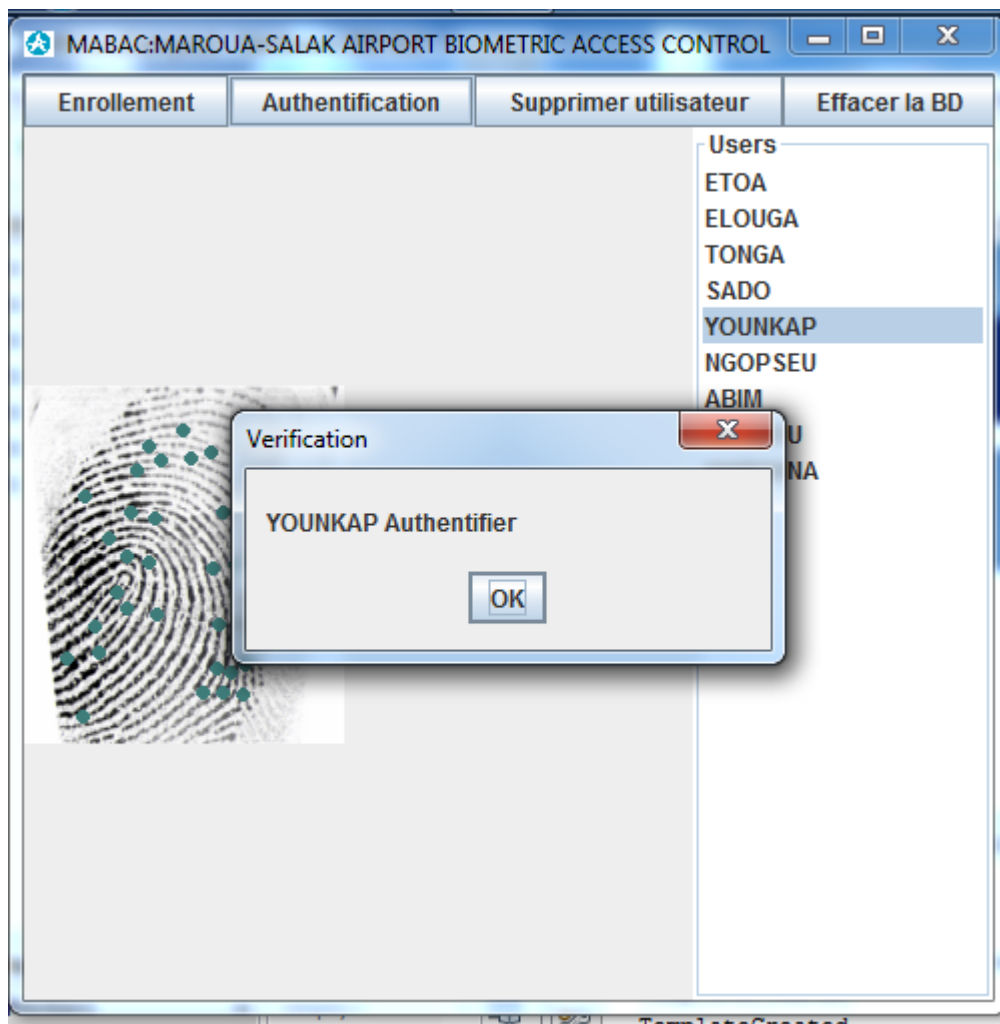 MABAC:MAROUA-SALAK AIRPORT BIOMETRIC ACCESS CONTROL
Enrollement Authentification Supprimer utilisateur Effacer la BD
Users
ETOA
ELOUGA
TONGA
SADO
YOUNKAP
NGOPSEU
ABIM
Verification
YOUNKAP Authentifier
OK